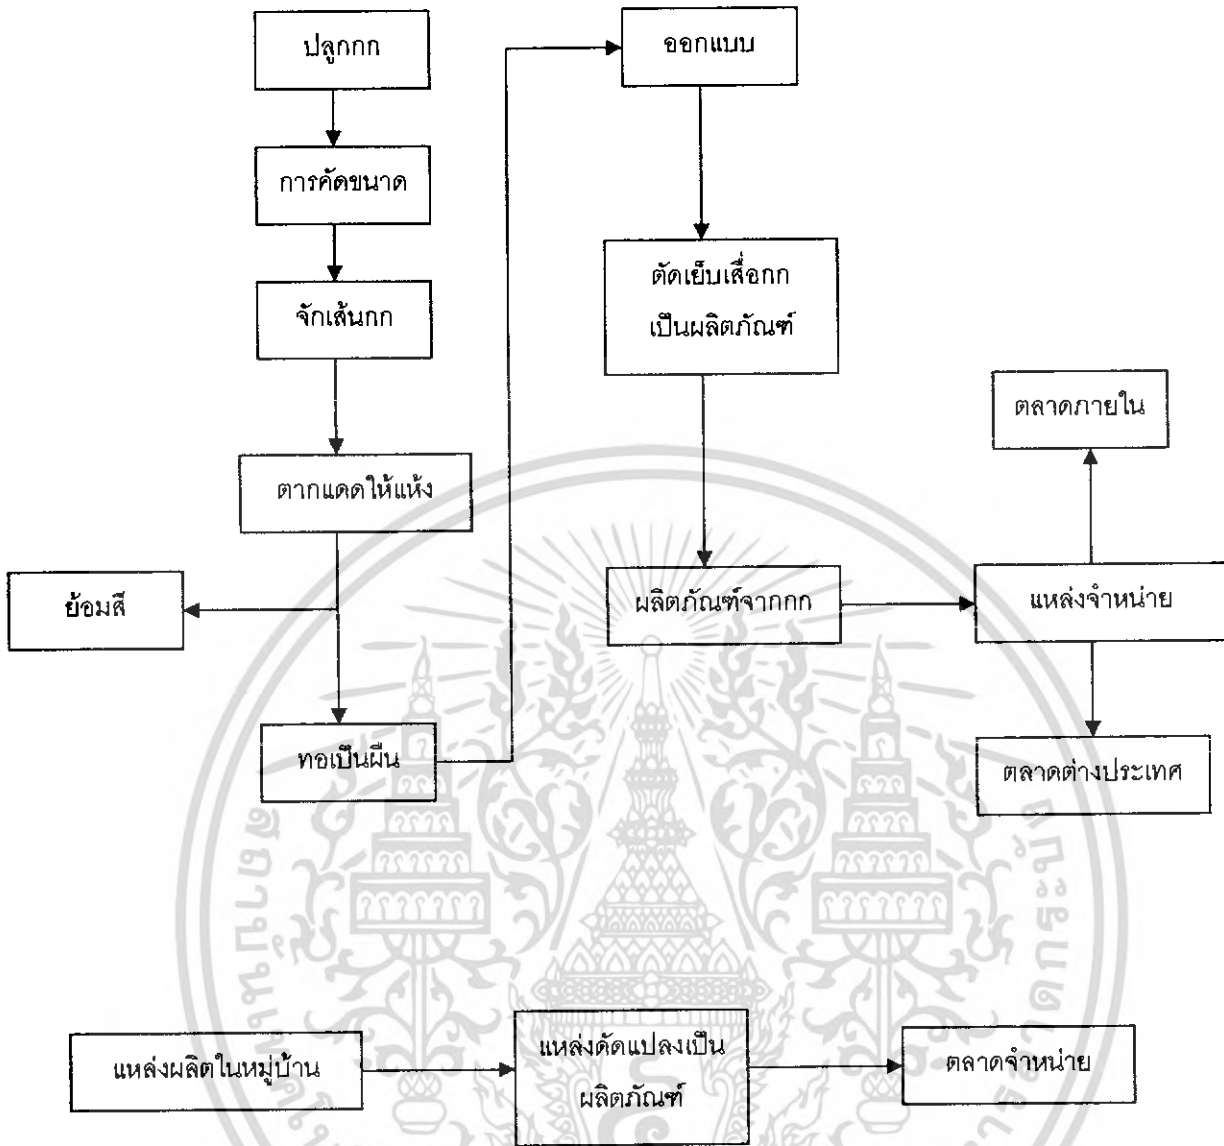 ปลูกกก
การคัดขนาด
จักเส้นกก
ตากแดดให้แห้ง
ย้อมสี
ทอเป็นผืน
ออกแบบ
ตัดเย็บเสื่อกก
เป็นผลิตภัณฑ์
ผลิตภัณฑ์จากกก
ตลาดภายใน
แหล่งจำหน่าย
ตลาดต่างประเทศ
แหล่งผลิตในหมู่บ้าน
แหล่งดัดแปลงเป็น
ผลิตภัณฑ์
ตลาดจำหน่าย